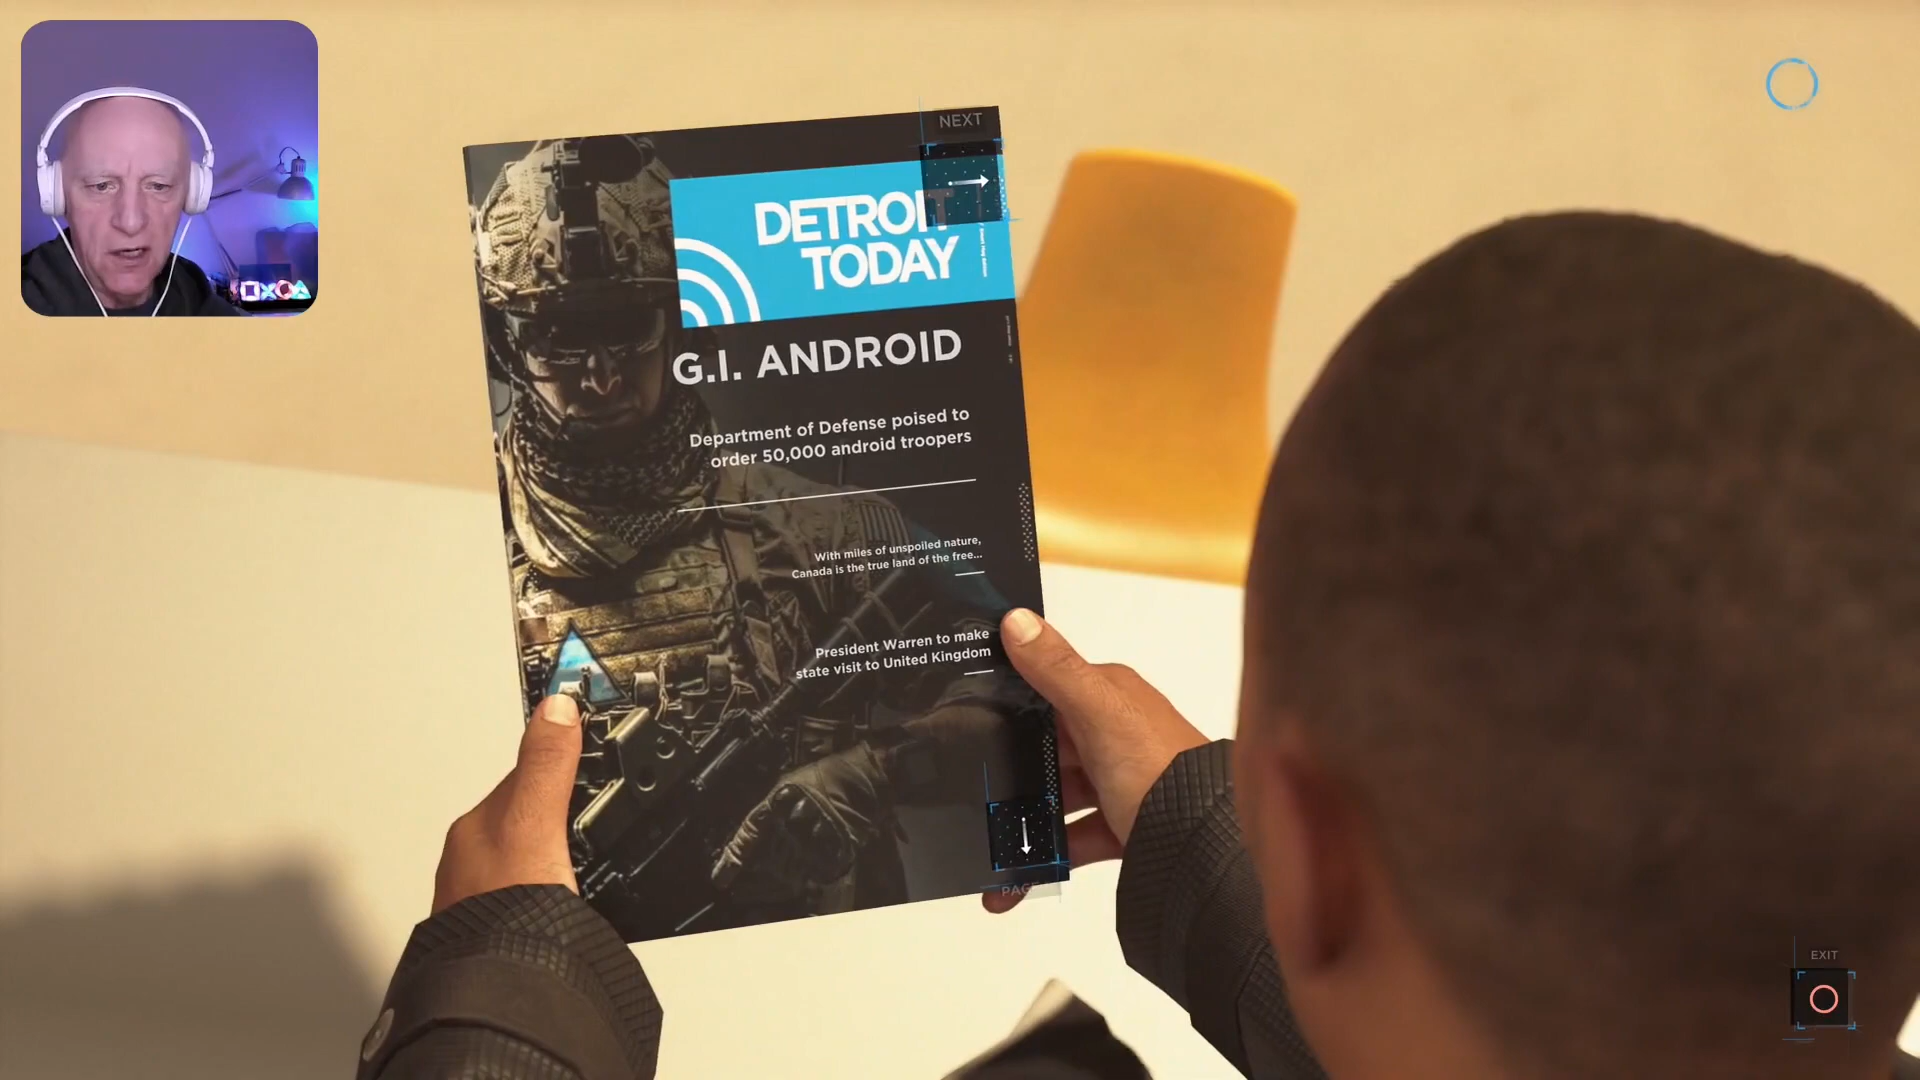 NEXT
DETROIT
TODAY
G.I. ANDROID
Department of Defense poised to
order 50,000 android troopers
With miles of unspoiled nature,
Canada is the true land of the free...
President Warren to make
state visit to United Kingdom
PAGE
EXIT